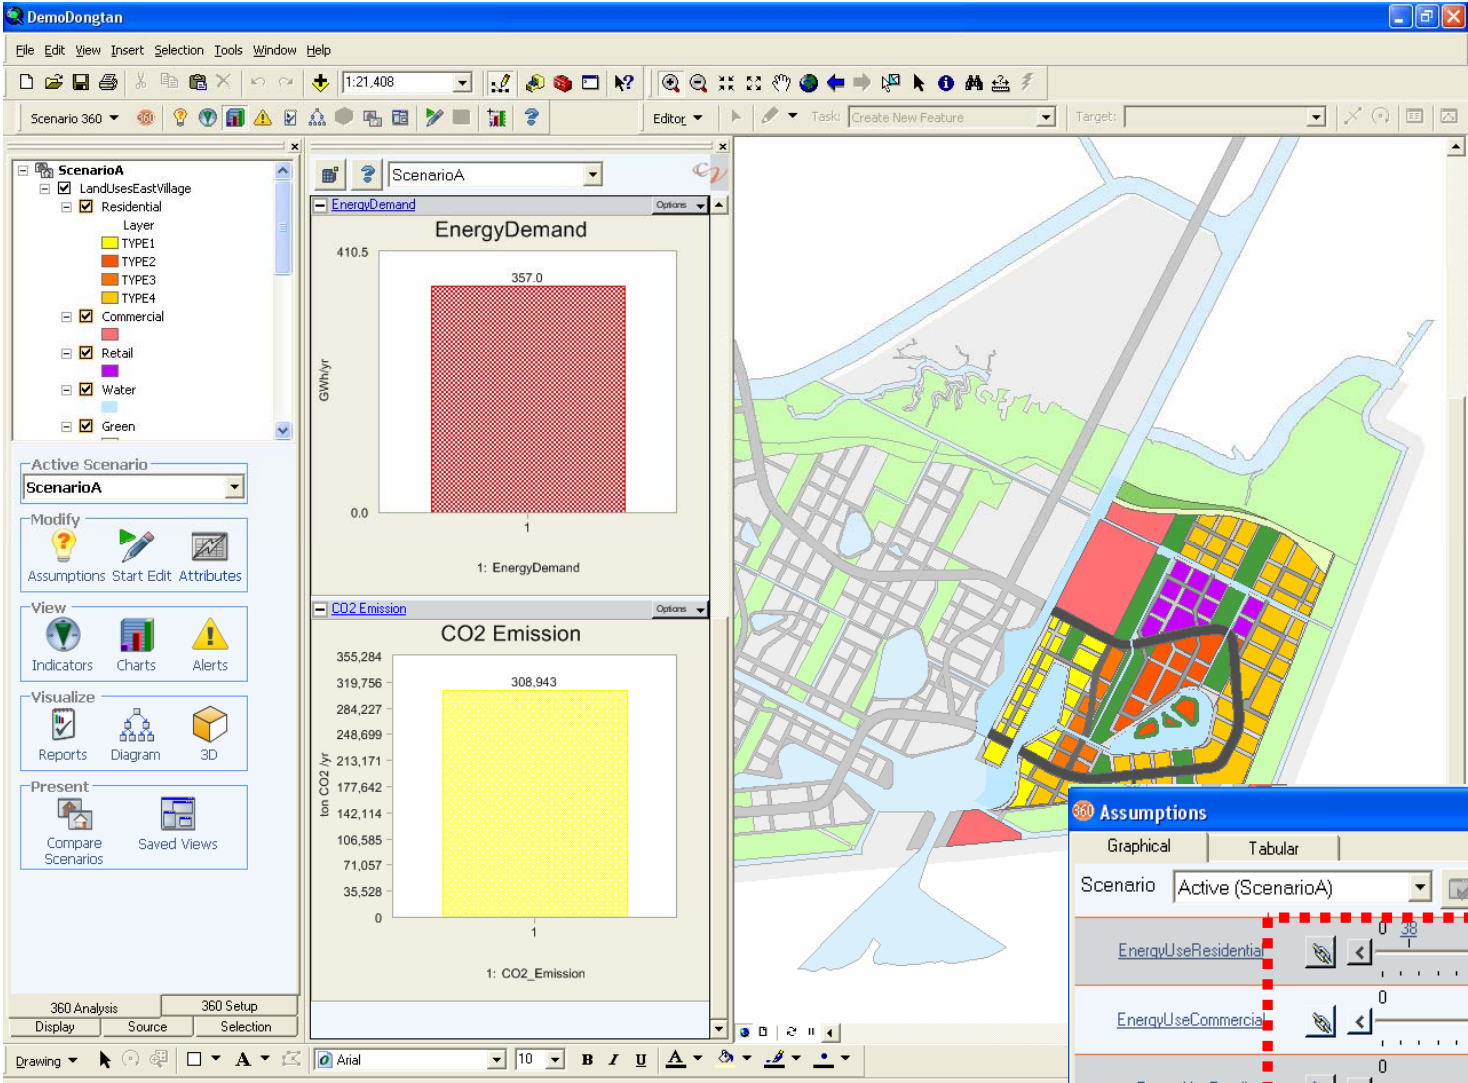 DemoDongtan
File Edit View Insert Selection Tools Window Help
1:21,408
Scenario 360
Editor Task: Create New Feature Target:
ScenarioA
LandUsesEastVillage
Residential
Layer
TYPE1
TYPE2
TYPE3
TYPE4
Commercial
Retail
Water
Green
Active Scenario
ScenarioA
Modify
Assumptions Start Edit Attributes
View
Indicators Charts Alerts
Visualize
Reports Diagram 3D
Present
Compare Scenarios Saved Views
360 Analysis 360 Setup
Display Source Selection
ScenarioA
EnergyDemand Options
EnergyDemand
410.5
357.0
GWh/yr
0.0
1
1: EnergyDemand
CO2 Emission Options
CO2 Emission
355,284
319,756
308,943
284,227
248,699
213,171
177,642
142,114
106,585
71,057
35,528
0
ton CO2 /yr
1
1: CO2_Emission
360 Assumptions
Graphical Tabular
Scenario Active (ScenarioA)
EnergyUseResidential 0 38
EnergyUseCommercial 0
0
Drawing A Arial 10 B I U A